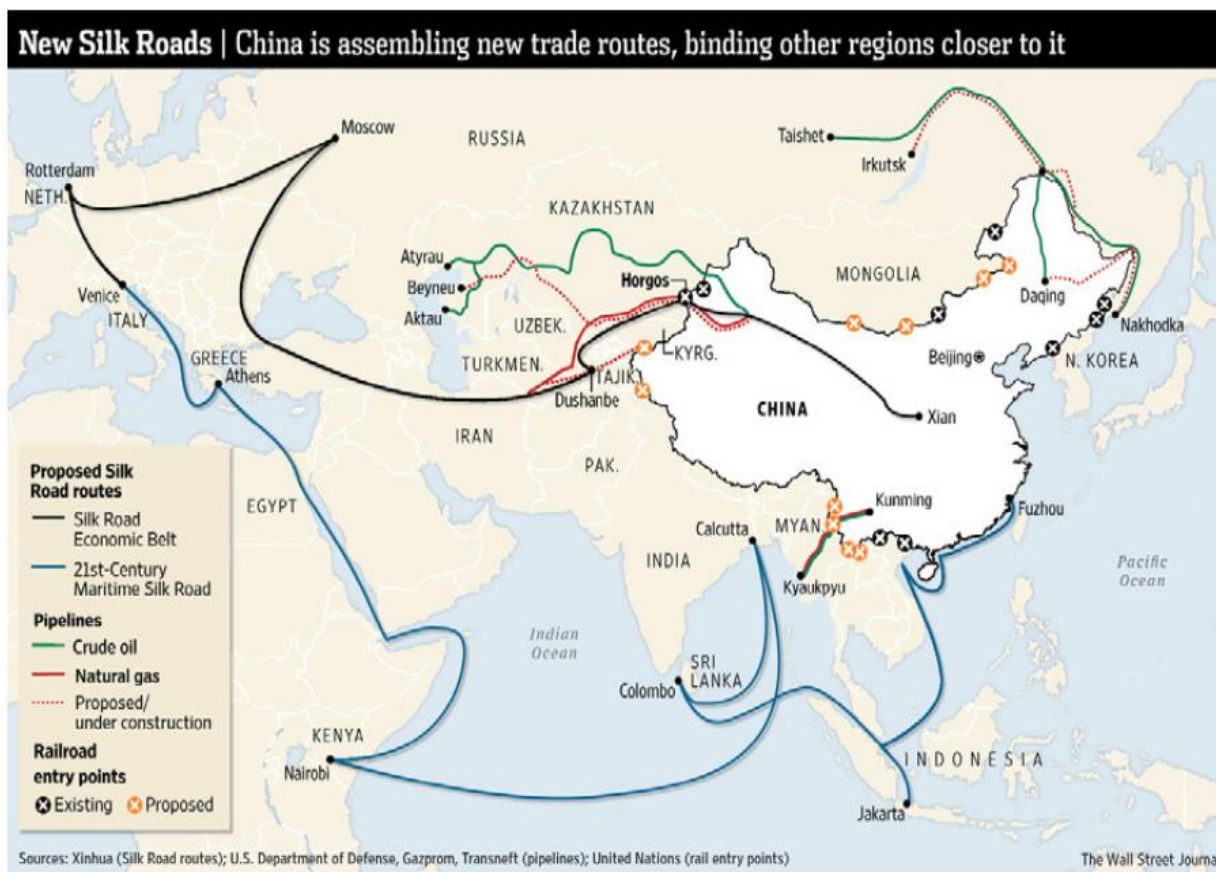 New Silk Roads | China is assembling new trade routes, binding other regions closer to it
Moscow
RUSSIA
Taishet
Irkutsk
Rotterdam
NETH.
KAZAKHSTAN
Atyrau
Beyneu
Aktau
Horgos
MONGOLIA
Daqing
Nakhodka
Venice
ITALY
UZBEK.
KYRG.
Beijing
N. KOREA
GREECE
Athens
TURKMEN.
TAJIK.
Dushanbe
CHINA
Xian
IRAN
PAK.
Proposed Silk
Road routes
Silk Road
Economic Belt
21st-Century
Maritime Silk Road
Pipelines
Crude oil
Natural gas
Proposed/
under construction
Railroad
entry points
Existing
Proposed
EGYPT
Calcutta
MYAN.
Kunming
Fuzhou
INDIA
Kyaukpyu
Pacific
Ocean
Indian
Ocean
SRI
LANKA
Colombo
KENYA
Nairobi
INDONESIA
Jakarta
Sources: Xinhua (Silk Road routes); U.S. Department of Defense, Gazprom, Transneft (pipelines); United Nations (rail entry points)
The Wall Street Journa